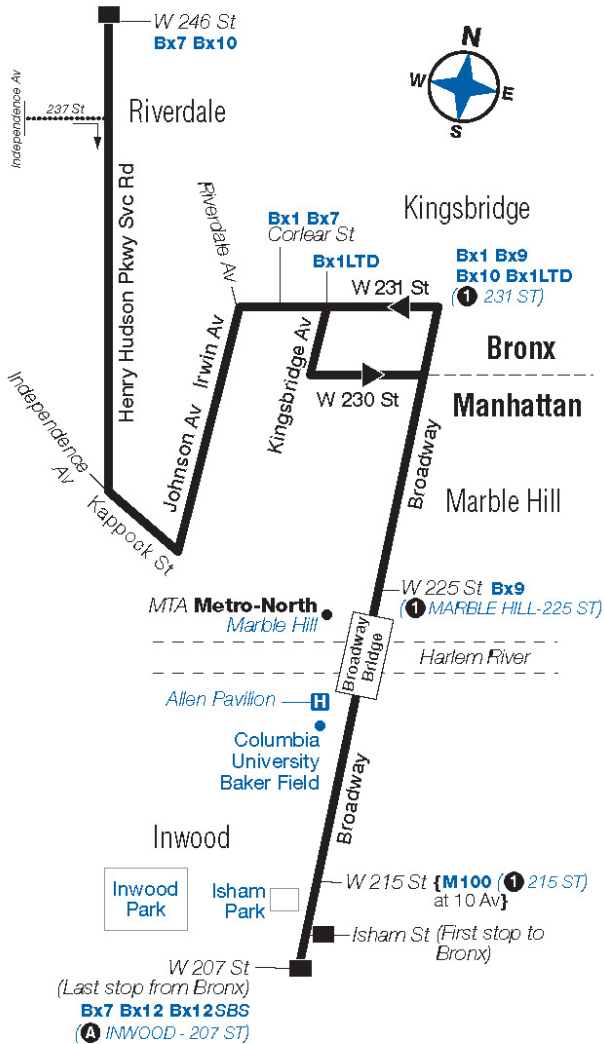 W 246 St
Bx7 Bx10
N
W
E
S
Independence Av
237 St
Riverdale
Henry Hudson Pkwy Svc Rd
Riverdale Av
Bx1 Bx7
Corlear St
Kingsbridge
Bx1LTD
Bx1 Bx9
Bx10 Bx1LTD
(1 231 ST)
W 231 St
Irwin Av
Kingsbridge Av
Bronx
W 230 St
Manhattan
Independence
Av
Johnson Av
Broadway
Kappock St
Marble Hill
W 225 St Bx9
(1 MARBLE HILL-225 ST)
MTA Metro-North
Marble Hill
Broadway
Bridge
Harlem River
Allen Pavilion
H
Columbia
University
Baker Field
Broadway
Inwood
Inwood
Park
Isham
Park
W 215 St {M100 (1 215 ST)
at 10 Av}
Isham St (First stop to
Bronx)
W 207 St
(Last stop from Bronx)
Bx7 Bx12 Bx12SBS
(A INWOOD - 207 ST)